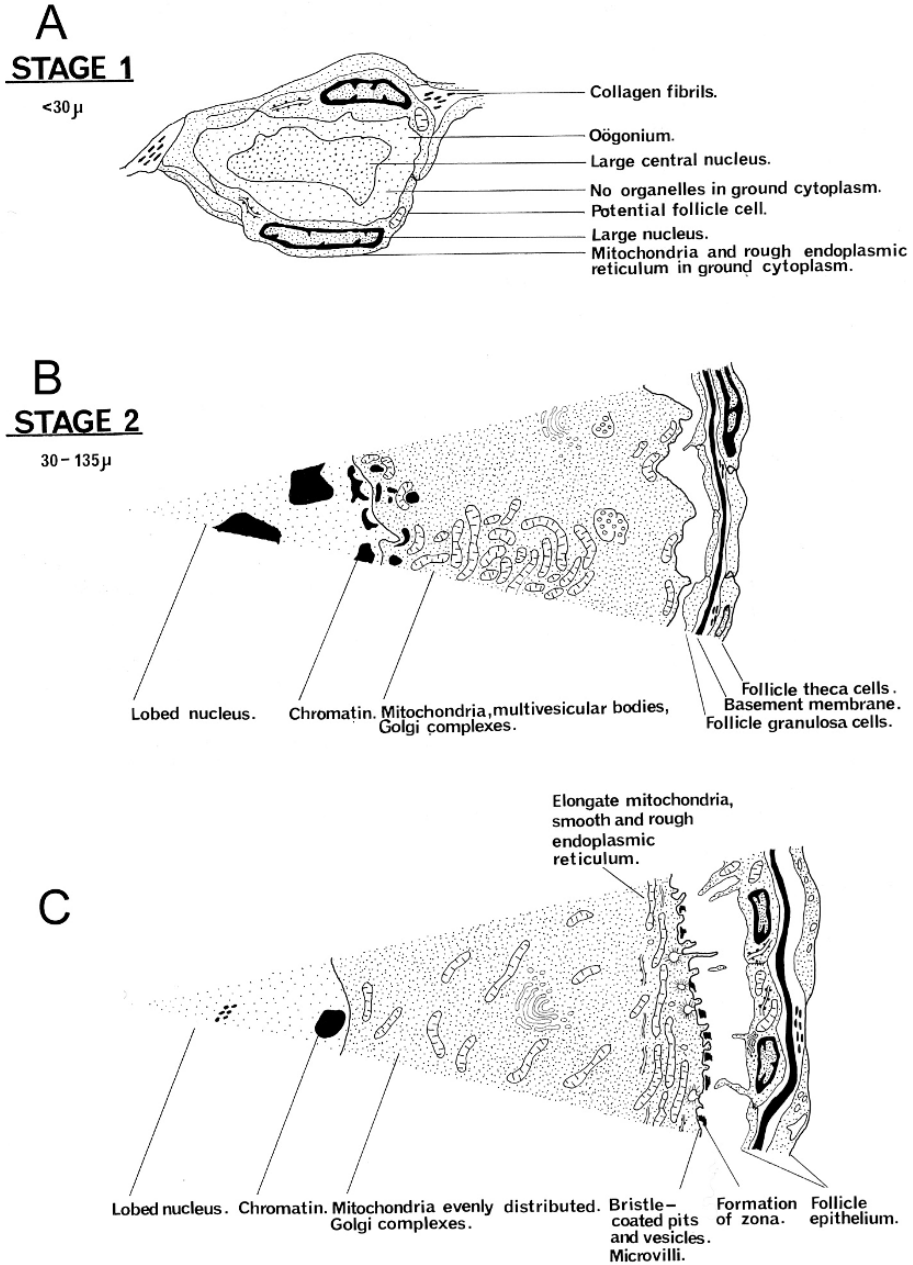 A
STAGE 1
<30 µ
Collagen fibrils.
Oögonium.
Large central nucleus.
No organelles in ground cytoplasm.
Potential follicle cell.
Large nucleus.
Mitochondria and rough endoplasmic
reticulum in ground cytoplasm.
B
STAGE 2
30 – 135 µ
Lobed nucleus.
Chromatin.
Mitochondria, multivesicular bodies,
Golgi complexes.
Follicle theca cells.
Basement membrane.
Follicle granulosa cells.
C
Elongate mitochondria,
smooth and rough
endoplasmic
reticulum.
Lobed nucleus.
Chromatin.
Mitochondria evenly distributed.
Golgi complexes.
Bristle–
coated pits
and vesicles.
Microvilli.
Formation
of zona.
Follicle
epithelium.